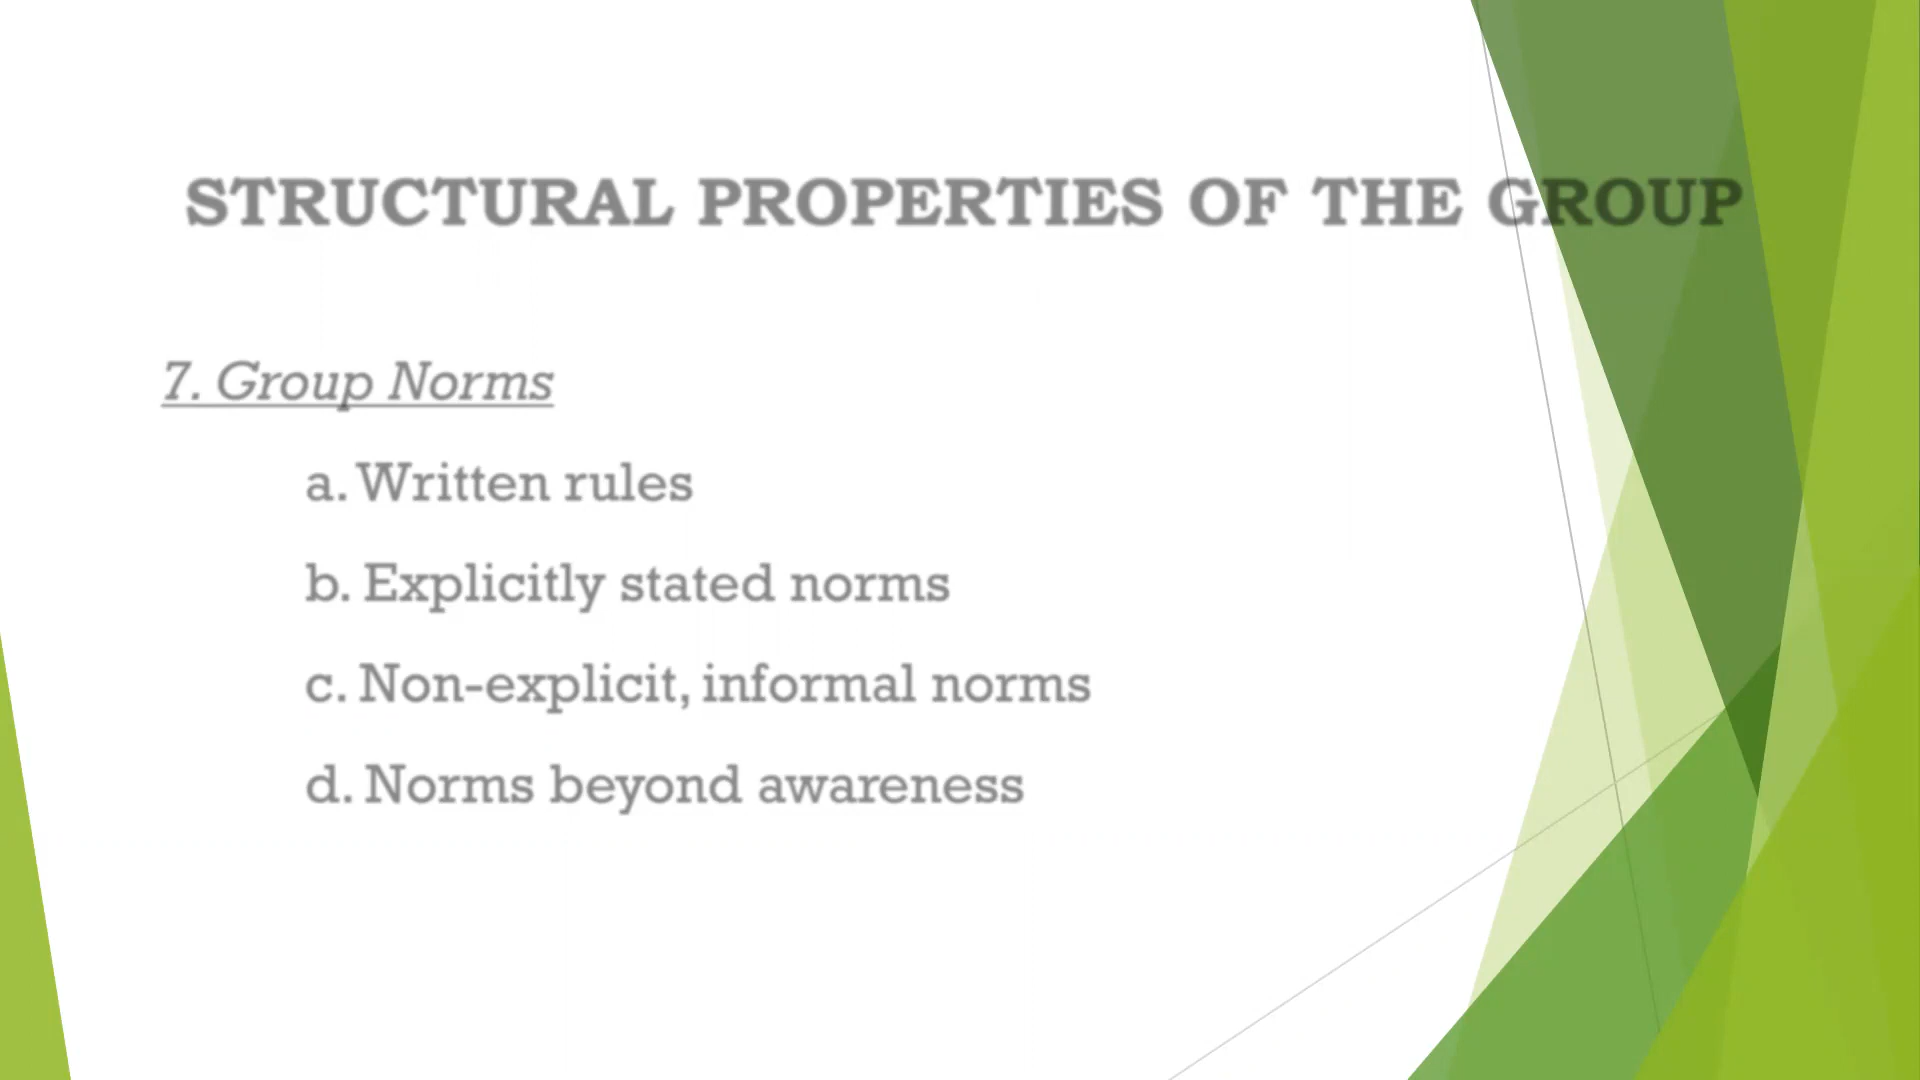 STRUCTURAL PROPERTIES OF THE GROUP
7. Group Norms
a. Written rules
b. Explicitly stated norms
c. Non-explicit, informal norms
d. Norms beyond awareness